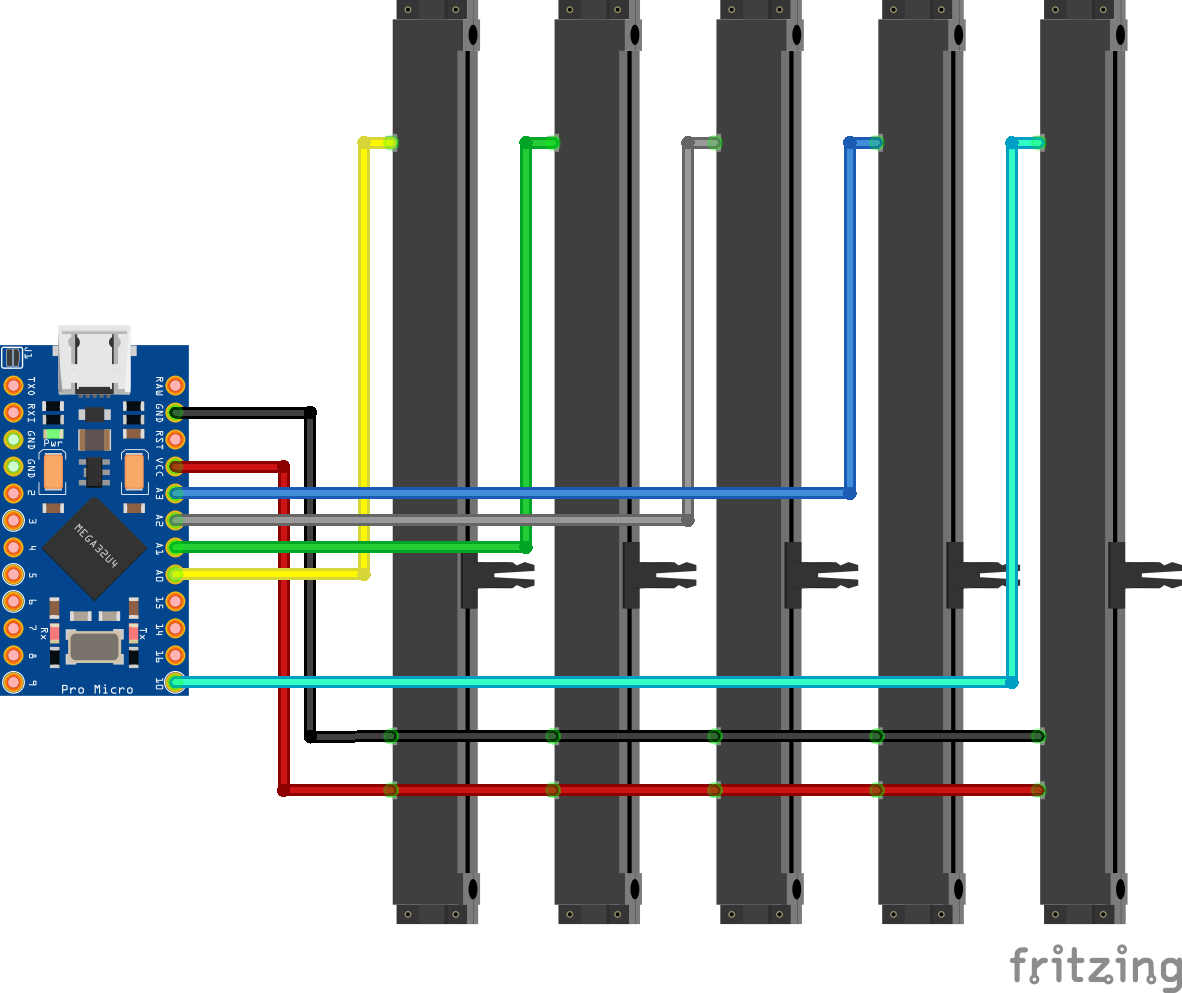 J1
TXO
RXI
GND
GND
2
3
4
5
6
7
8
9
RAW
GND
RST
VCC
A3
A2
A1
A0
15
14
16
10
Pwr
MEGA32U4
Rx
Tx
Pro Micro
fritzing